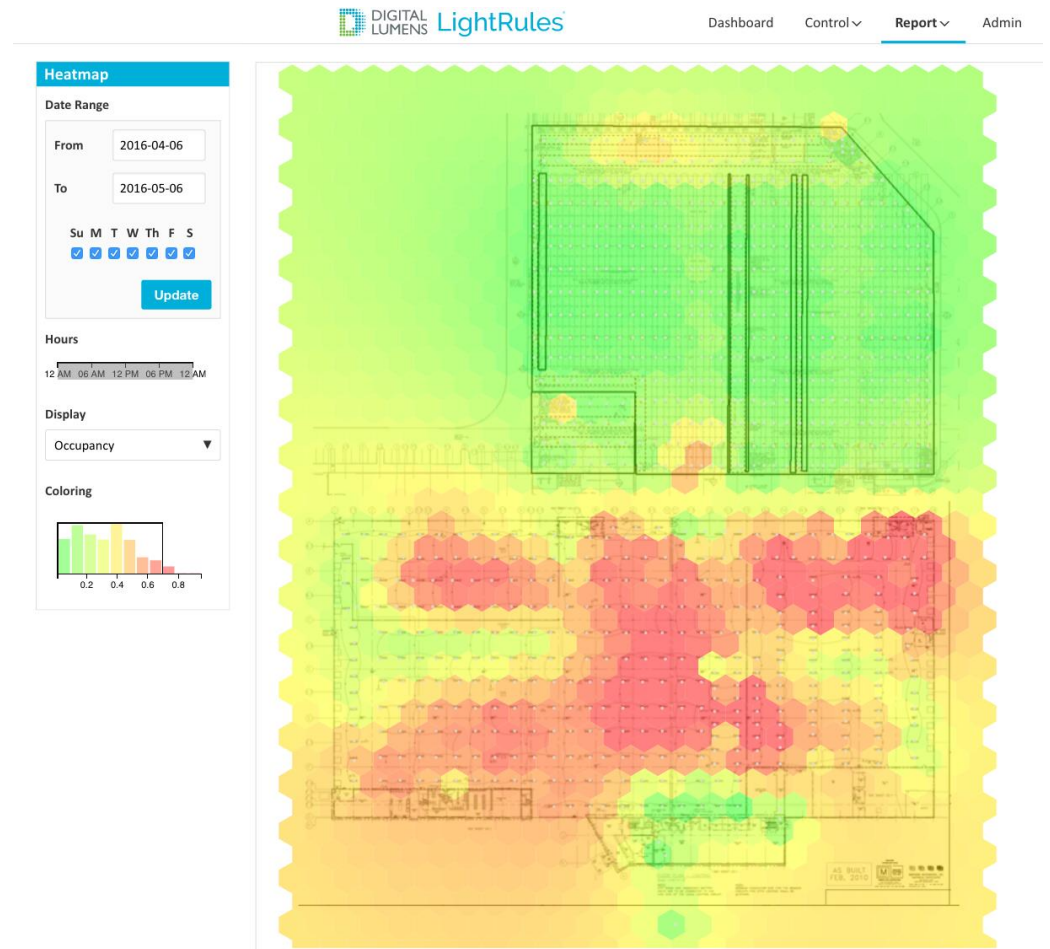 DIGITAL LUMENS LightRules
Dashboard Control Report Admin
Heatmap
Date Range
From 2016-04-06
To 2016-05-06
Su M T W Th F S
Update
Hours
12 AM 06 AM 12 PM 06 PM 12 AM
Display
Occupancy
Coloring
0.2 0.4 0.6 0.8
AS BUILT
FEB. 2010